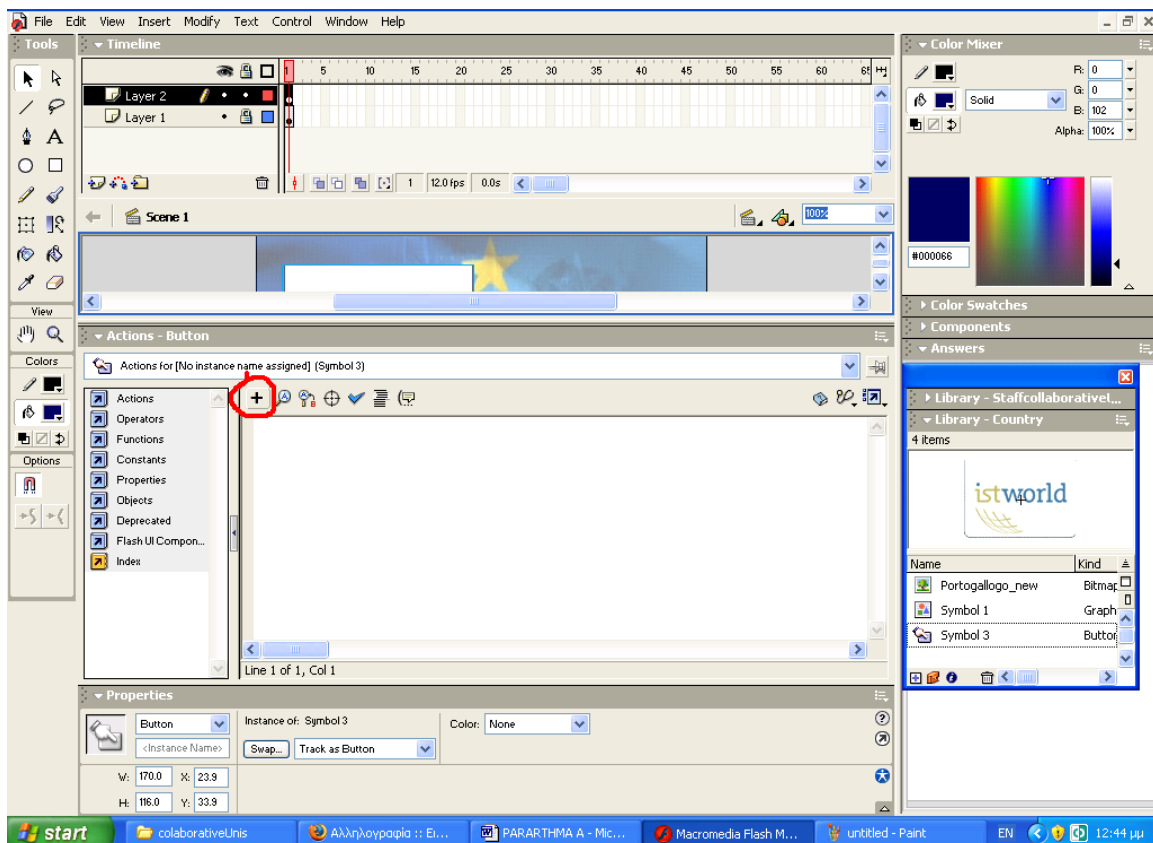 File Edit View Insert Modify Text Control Window Help
Tools
Timeline
1 5 10 15 20 25 30 35 40 45 50 55 60 65
Layer 2
Layer 1
1 12.0 fps 0.0s
Scene 1
100%
View
Colors
Options
Actions - Button
Actions for [No instance name assigned] (Symbol 3)
Actions
Operators
Functions
Constants
Properties
Objects
Deprecated
Flash UI Compon...
Index
Line 1 of 1, Col 1
Properties
Button
<Instance Name>
Instance of: Symbol 3
Swap...
Track as Button
Color: None
W: 170.0 X: 23.9
H: 116.0 Y: 33.9
Color Mixer
R: 0
G: 0
B: 102
Solid
Alpha: 100%
#000066
Color Swatches
Components
Answers
Library - Staffcollaborativel...
Library - Country
4 items
istworld
Name Kind
Portogallogo_new Bitmap
Symbol 1 Graph
Symbol 3 Button
start
colaborativeUnis
Αλληλογραφία :: Ει...
PARARTHMA A - Mic...
Macromedia Flash M...
untitled - Paint
EN
12:44 μμ